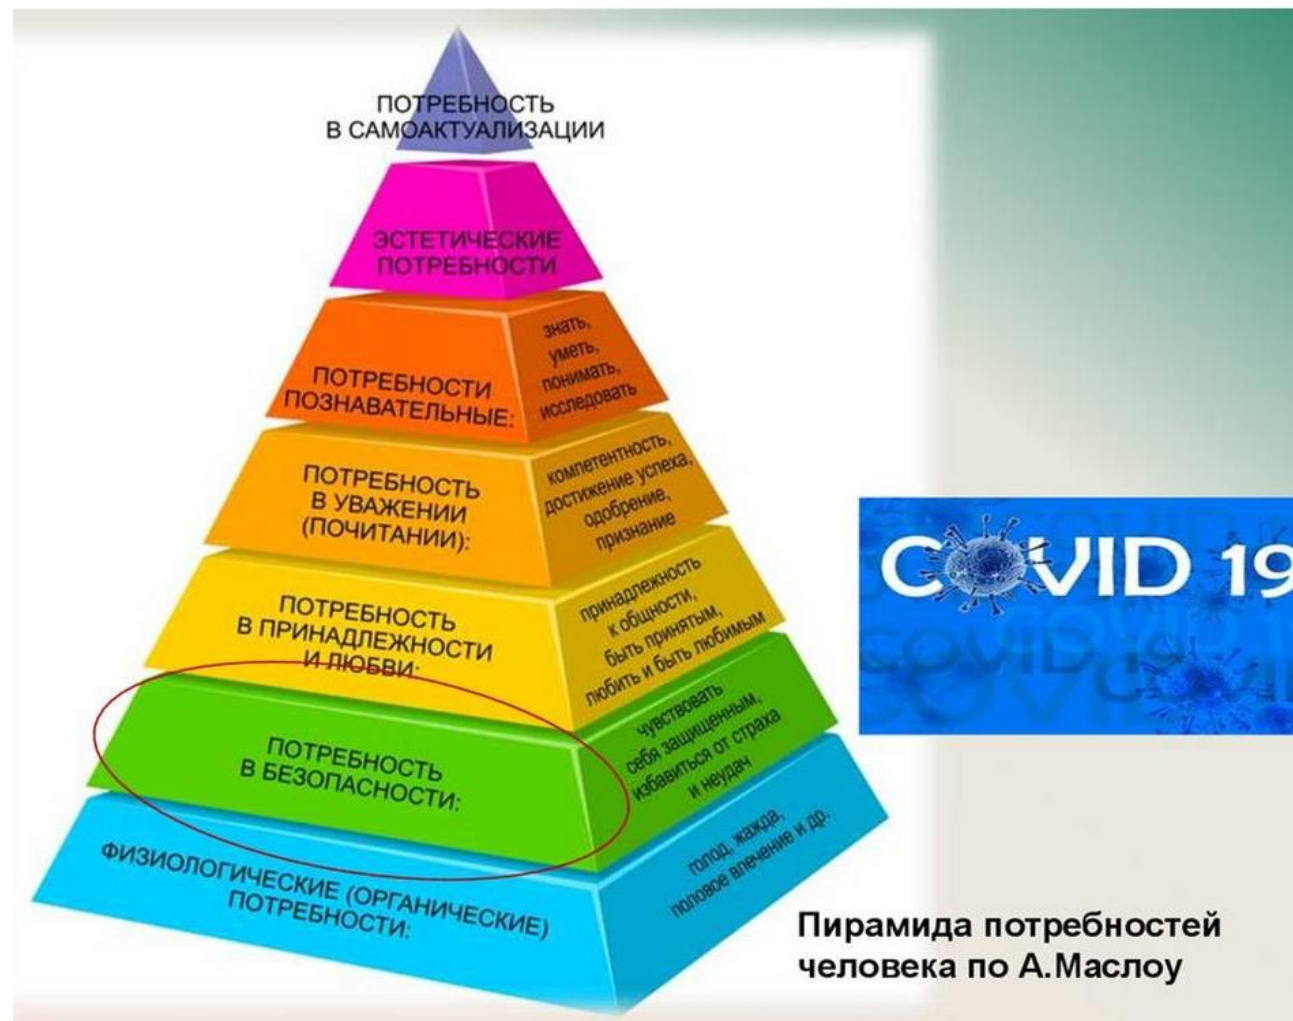 ПОТРЕБНОСТЬ
В САМОАКТУАЛИЗАЦИИ
ЭСТЕТИЧЕСКИЕ
ПОТРЕБНОСТИ
ПОТРЕБНОСТИ
ПОЗНАВАТЕЛЬНЫЕ:
знать,
уметь,
понимать,
исследовать
ПОТРЕБНОСТЬ
В УВАЖЕНИИ
(ПОЧИТАНИИ):
компетентность,
достижение успеха,
одобрение,
признание
ПОТРЕБНОСТЬ
В ПРИНАДЛЕЖНОСТИ
И ЛЮБВИ:
принадлежность
к общности,
быть принятым,
любить и быть любимым
ПОТРЕБНОСТЬ
В БЕЗОПАСНОСТИ:
чувствовать
себя защищенным,
избавиться от страха
и неудач
ФИЗИОЛОГИЧЕСКИЕ (ОРГАНИЧЕСКИЕ)
ПОТРЕБНОСТИ:
голод, жажда,
половое влечение и др.
COVID 19
COVID 19
Пирамида потребностей
человека по А.Маслоу